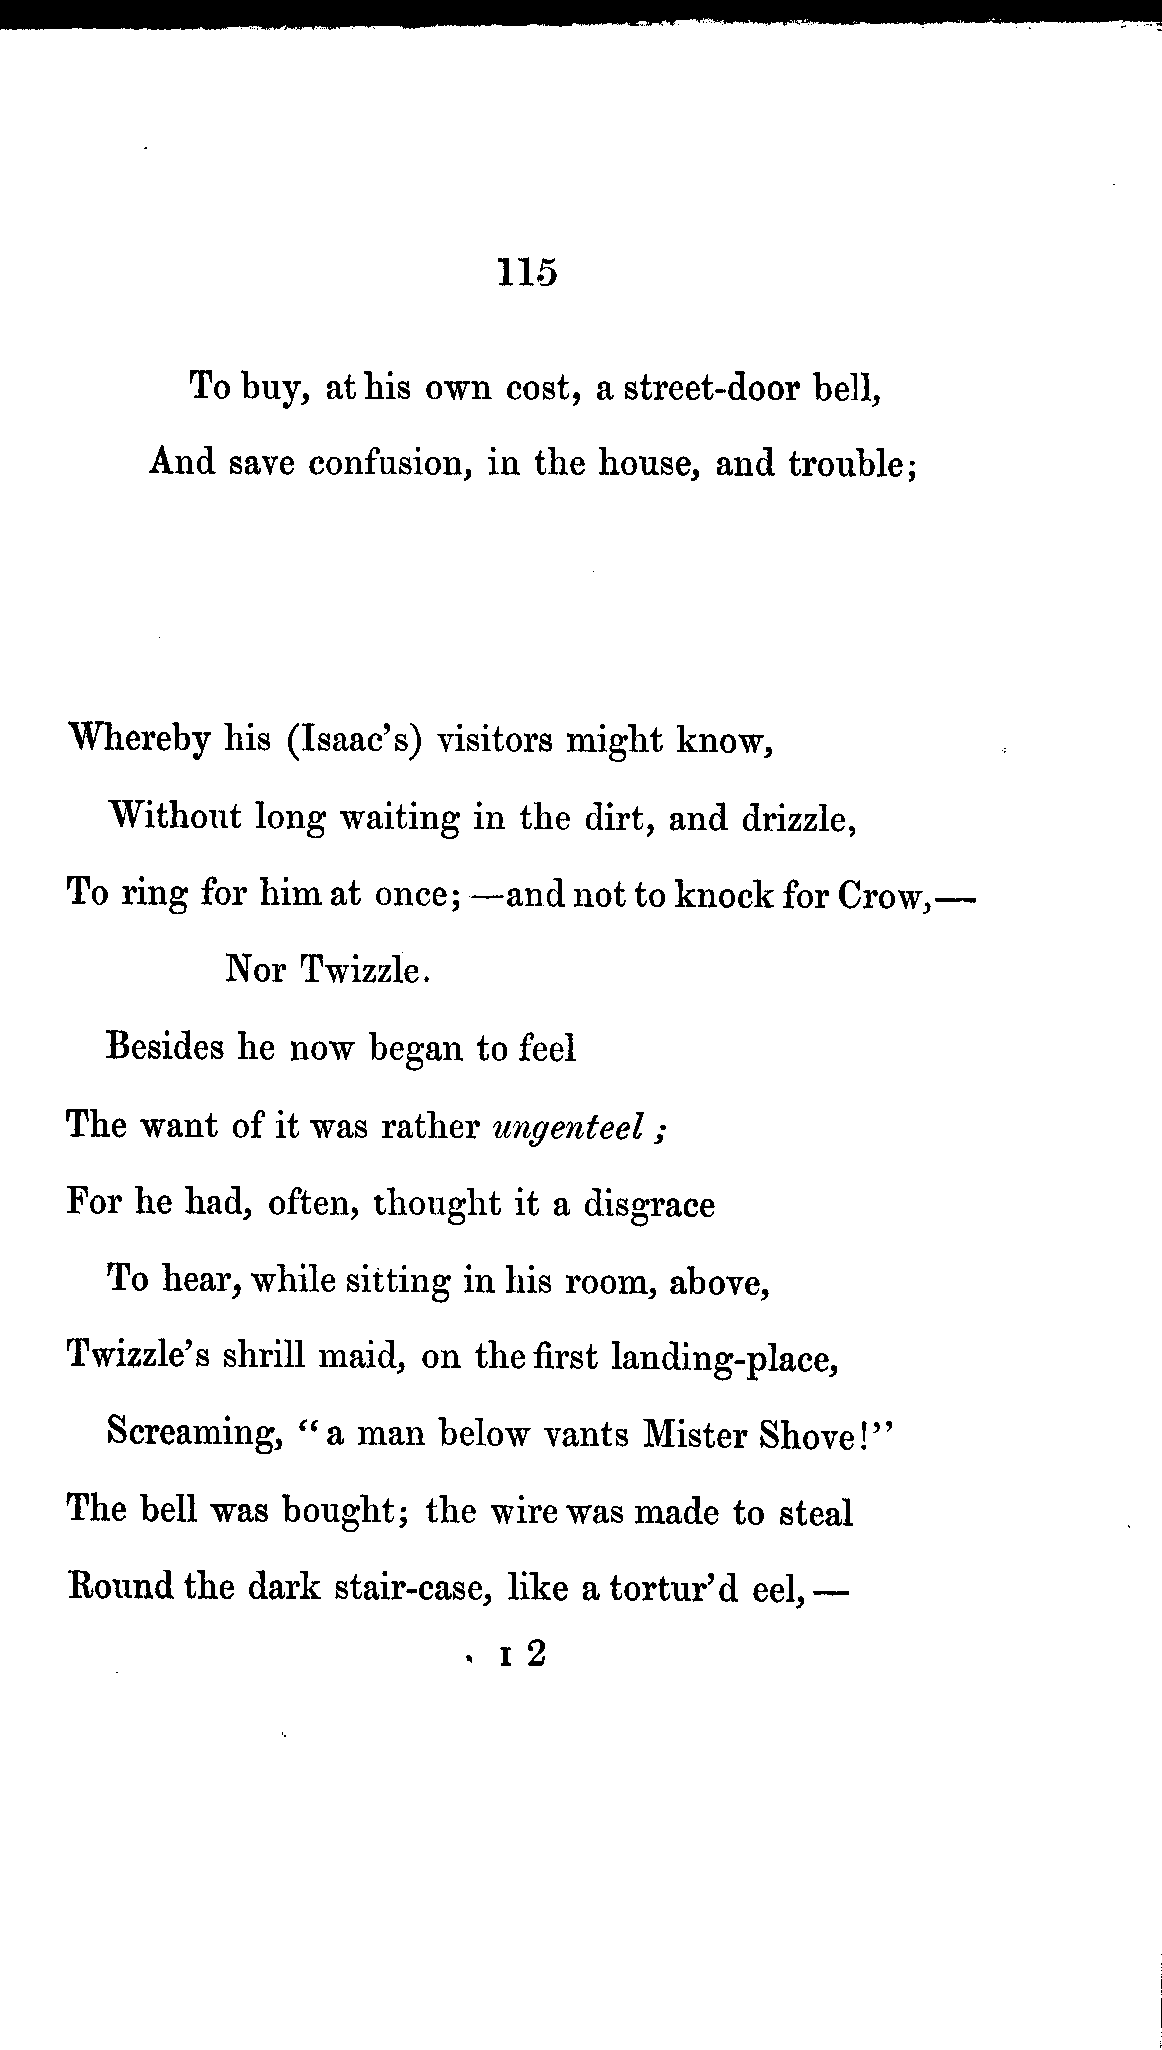 115
To buy, at his own cost, a street-door bell,
And save confusion, in the house, and trouble;
Whereby his (Isaac's) visitors might know,
Without long waiting in the dirt, and drizzle,
To ring for him at once; —and not to knock for Crow,—
Nor Twizzle.
Besides he now began to feel
The want of it was rather ungenteel ;
For he had, often, thought it a disgrace
To hear, while sitting in his room, above,
Twizzle's shrill maid, on the first landing-place,
Screaming, “ a man below vants Mister Shove!”
The bell was bought; the wire was made to steal
Round the dark stair-case, like a tortur'd eel,—
I 2